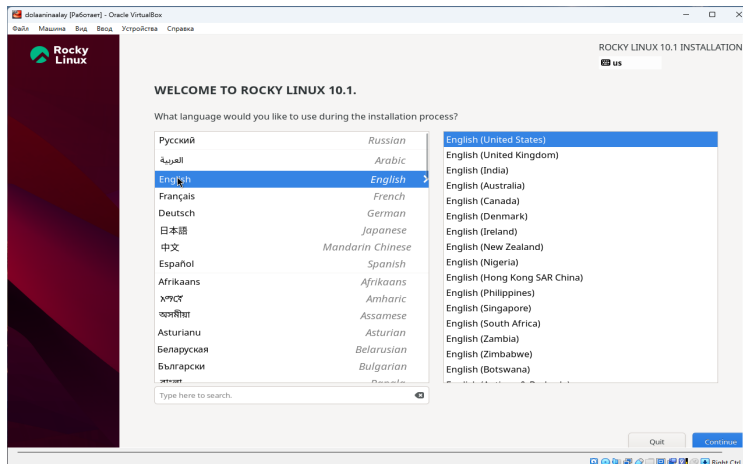 dolaaninaalay [Работает] - Oracle VirtualBox
Файл Машина Вид Ввод Устройства Справка
Rocky
Linux
ROCKY LINUX 10.1 INSTALLATION
us
WELCOME TO ROCKY LINUX 10.1.
What language would you like to use during the installation process?
Русский Russian
العربية Arabic
English English
Français French
Deutsch German
日本語 Japanese
中文 Mandarin Chinese
Español Spanish
Afrikaans Afrikaans
አማርኛ Amharic
অসমীয়া Assamese
Asturianu Asturian
Беларуская Belarusian
Български Bulgarian
English (United States)
English (United Kingdom)
English (India)
English (Australia)
English (Canada)
English (Denmark)
English (Ireland)
English (New Zealand)
English (Nigeria)
English (Hong Kong SAR China)
English (Philippines)
English (Singapore)
English (South Africa)
English (Zambia)
English (Zimbabwe)
English (Botswana)
Type here to search.
Quit Continue
Right Ctrl